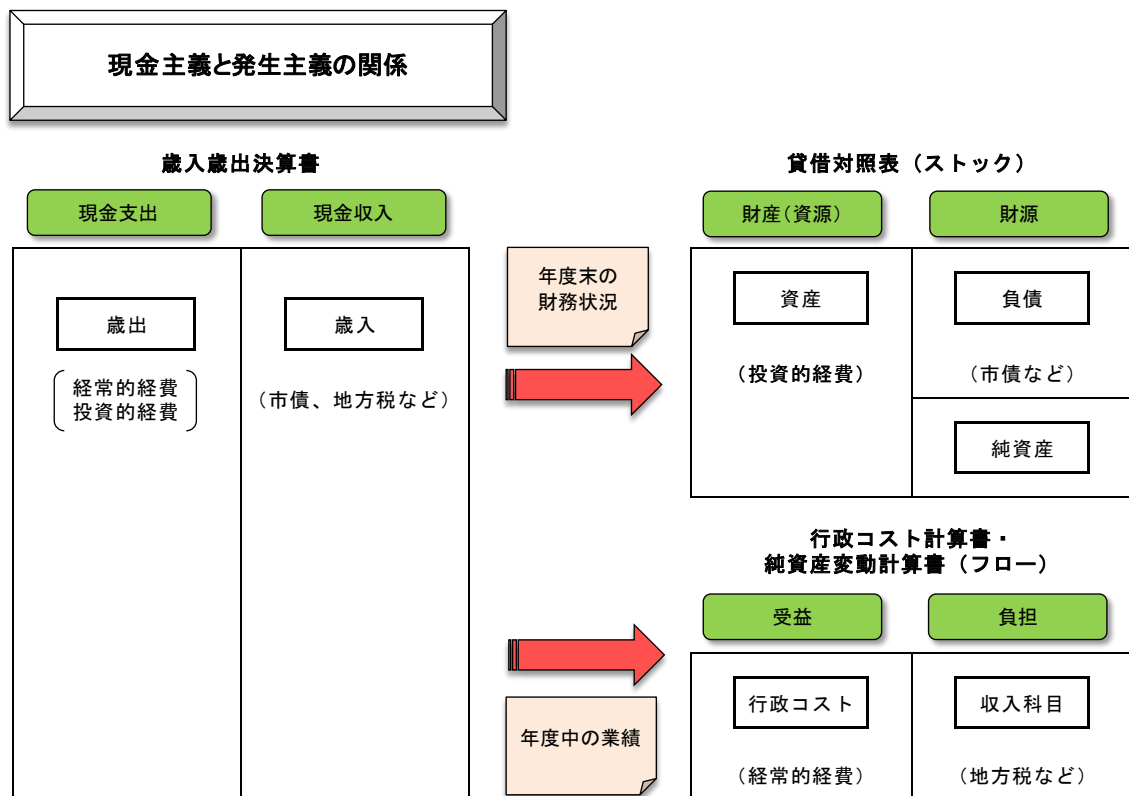 現金主義と発生主義の関係
歳入歳出決算書
現金支出
現金収入
歳出
歳入
経常的経費
投資的経費
（市債、地方税など）
年度末の
財務状況
貸借対照表（ストック）
財産（資源）
財源
資産
負債
（投資的経費）
（市債など）
純資産
年度中の業績
行政コスト計算書・
純資産変動計算書（フロー）
受益
負担
行政コスト
収入科目
（経常的経費）
（地方税など）